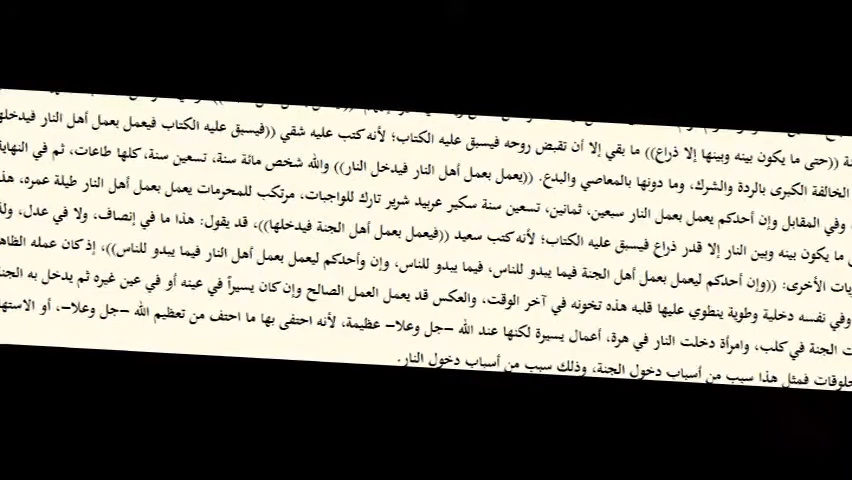 نة ((حتى ما يكون بينه وبينها إلا ذراع)) ما بقي إلا أن تقبض روحه فيسبق عليه الكتاب؛ لأنه كتب عليه شقي ((فيسبق عليه الكتاب فيعمل بعمل أهل النار فيدخلها
الخالفة الكبرى بالردة والشرك، وما دونها بالمعاصي والبدع. ((يعمل بعمل أهل النار فيدخل النار)) والله شخص مائة سنة، تسعين سنة، كلها طاعات، ثم في النهاية
وفي المقابل وإن أحدكم يعمل بعمل النار سبعين، ثمانين، تسعين سنة سكير عربيد شرير تارك للواجبات، مرتكب للمحرمات يعمل بعمل أهل النار طيلة عمره، هذ
ما يكون بينه وبين النار إلا قدر ذراع فيسبق عليه الكتاب؛ لأنه كتب سعيد ((فيعمل بعمل أهل الجنة فيدخلها))، قد يقول: هذا ما في إنصاف، ولا في عدل،
الأخرى: ((وإن أحدكم ليعمل بعمل أهل الجنة فيما يبدو للناس، فيما يبدو للناس، وإن وأحدكم ليعمل بعمل أهل النار فيما يبدو للناس))، إذ كان عمله
وفي نفسه دخلية وطوية ينطوي عليها قلبه هذه تخونه في آخر الوقت، والعكس قد يعمل العمل الصالح وإن كان يسيراً في عينه أو في عين غيره ثم يدخل به
ت الجنة في كلب، وامرأة دخلت النار في هرة، أعمال يسيرة لكنها عند الله -جل وعلا- عظيمة، لأنه احتفى بها ما احتف من تعظيم الله -جل وعلا-، أو
فمثل هذا سبب من أسباب دخول الجنة، وذلك سبب من أسباب دخول النار.